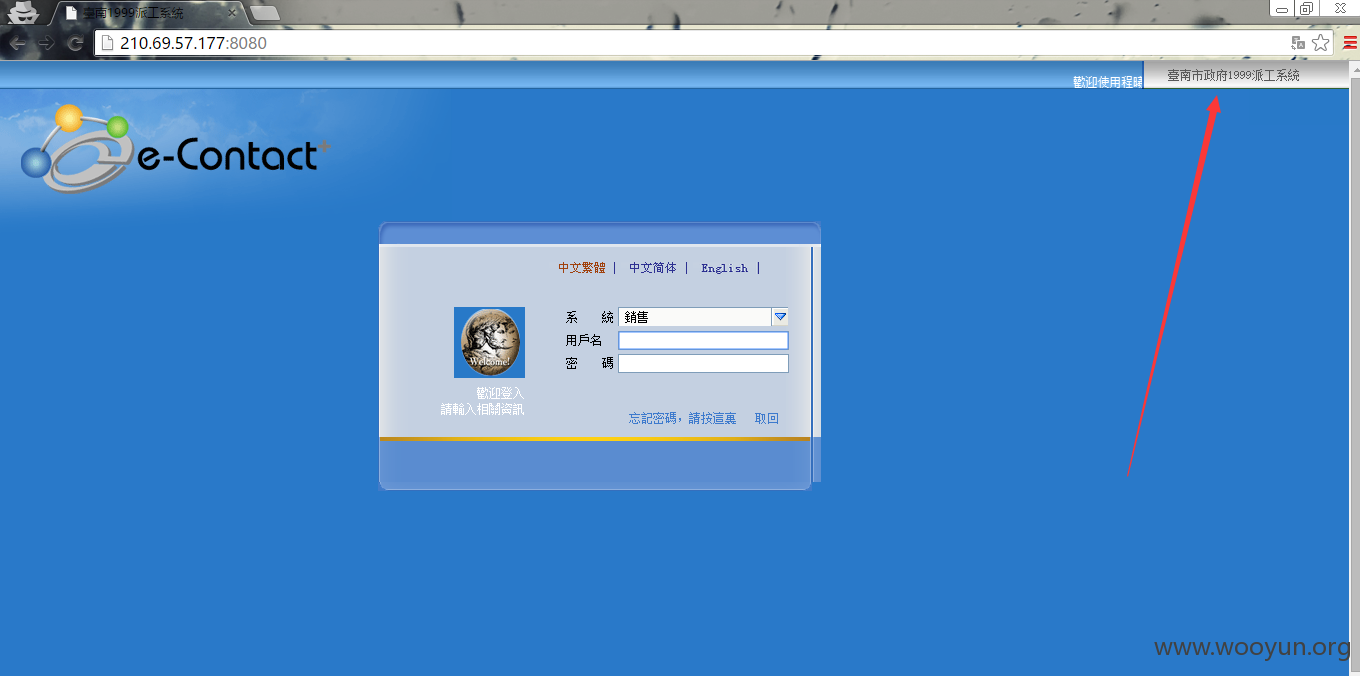 臺南1999派工系統
210.69.57.177:8080
歡迎使用程曦
臺南市政府1999派工系統
e-Contact+
中文繁體 | 中文简体 | English |
系 統 銷售
用戶名
密 碼
Welcome!
歡迎登入
請輸入相關資訊
忘記密碼，請按這裏 取回
www.wooyun.org